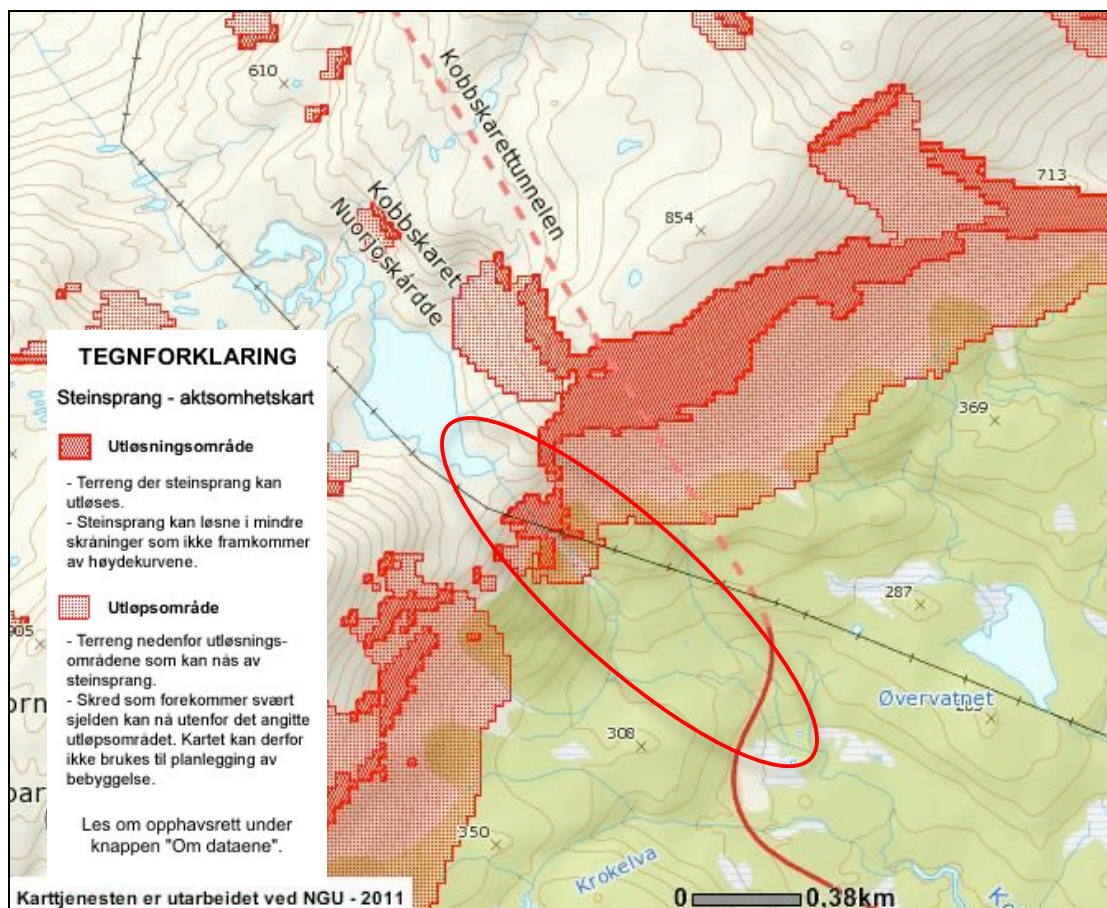 610
Kobbskarettunnelen
713
854
Kobbskaret
Nuorjoskårdde
TEGNFORKLARING
Steinsprang - aktsomhetskart
Utløsningsområde
- Terreng der steinsprang kan
utløses.
- Steinsprang kan løsne i mindre
skråninger som ikke framkommer
av høydekurvene.
Utløpsområde
- Terreng nedenfor utløsnings-
områdene som kan nås av
steinsprang.
- Skred som forekommer svært
sjelden kan nå utenfor det angitte
utløpsområdet. Kartet kan derfor
ikke brukes til planlegging av
bebyggelse.
Les om opphavsrett under
knappen "Om dataene".
369
287
Øvervatnet
308
350
Krokelva
0 0,38km
Karttjenesten er utarbeidet ved NGU - 2011